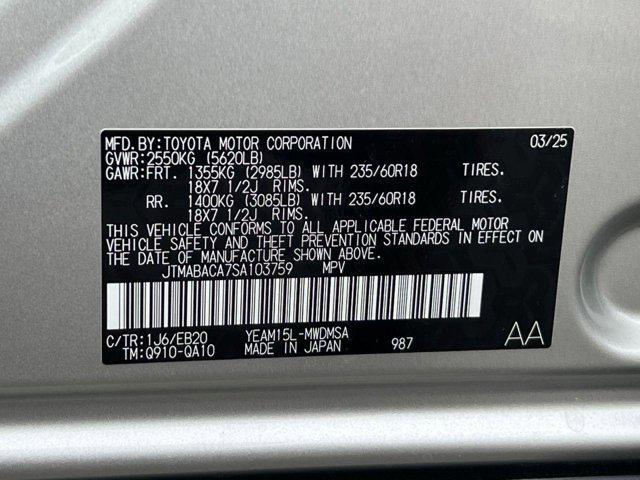 MFD.BY:TOYOTA MOTOR CORPORATION 03/25
GVWR:2550KG (5620LB)
GAWR:FRT. 1355KG (2985LB) WITH 235/60R18 TIRES.
18X7 1/2J RIMS.
RR. 1400KG (3085LB) WITH 235/60R18 TIRES.
18X7 1/2J RIMS.
THIS VEHICLE CONFORMS TO ALL APPLICABLE FEDERAL MOTOR
VEHICLE SAFETY AND THEFT PREVENTION STANDARDS IN EFFECT ON
THE DATE OF MANUFACTURE SHOWN ABOVE.
JTMABACA7SA103759 MPV
C/TR:1J6/EB20 YEAM15L-MWDMSA
TM:Q910-QA10 MADE IN JAPAN 987 AA